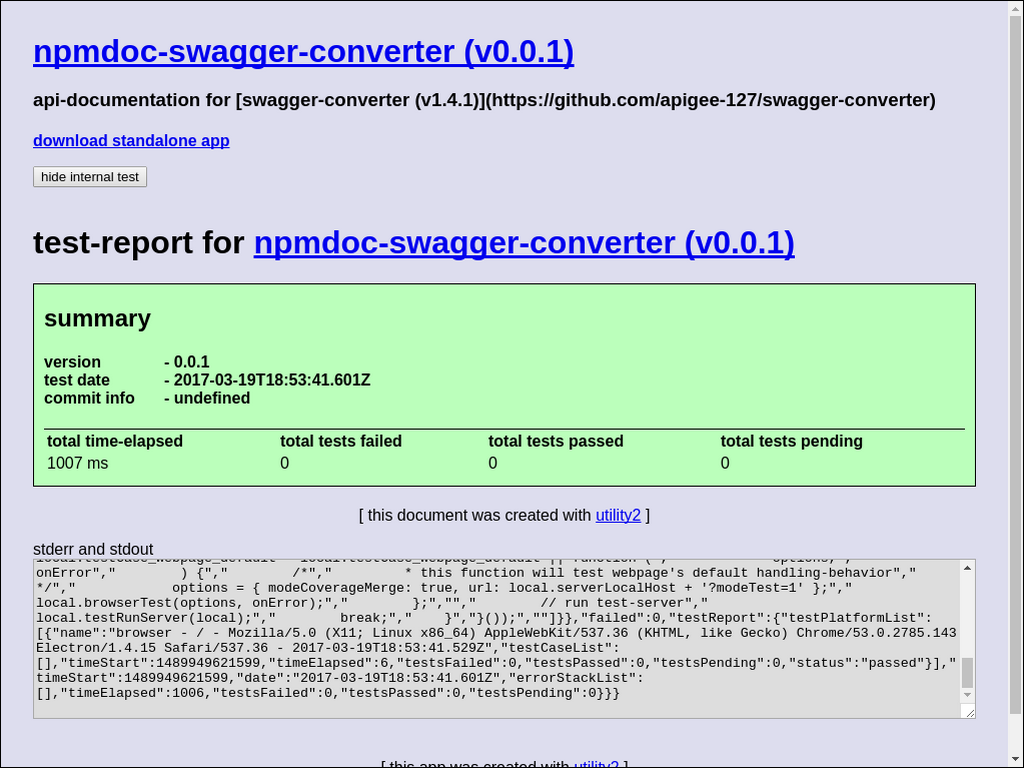 npmdoc-swagger-converter (v0.0.1)
api-documentation for [swagger-converter (v1.4.1)](https://github.com/apigee-127/swagger-converter)
download standalone app
hide internal test
test-report for npmdoc-swagger-converter (v0.0.1)
summary
version - 0.0.1
test date - 2017-03-19T18:53:41.601Z
commit info - undefined
total time-elapsed total tests failed total tests passed total tests pending
1007 ms 0 0 0
[ this document was created with utility2 ]
stderr and stdout
onError","        ) {","        /*","          * this function will test webpage's default handling-behavior","
*/","            options = { modeCoverageMerge: true, url: local.serverLocalHost + '?modeTest=1' };","
local.browserTest(options, onError);","        };","","        // run test-server","
local.testRunServer(local);","        break;","    }","}());","",""]}},"failed":0,"testReport":{"testPlatformList":
[{"name":"browser - / - Mozilla/5.0 (X11; Linux x86_64) AppleWebKit/537.36 (KHTML, like Gecko) Chrome/53.0.2785.143
Electron/1.4.15 Safari/537.36 - 2017-03-19T18:53:41.529Z","testCaseList":
[],"timeStart":1489949621599,"timeElapsed":6,"testsFailed":0,"testsPassed":0,"testsPending":0,"status":"passed"}],"
timeStart":1489949621599,"date":"2017-03-19T18:53:41.601Z","errorStackList":
[],"timeElapsed":1006,"testsFailed":0,"testsPassed":0,"testsPending":0}}}
[ this app was created with utility2 ]